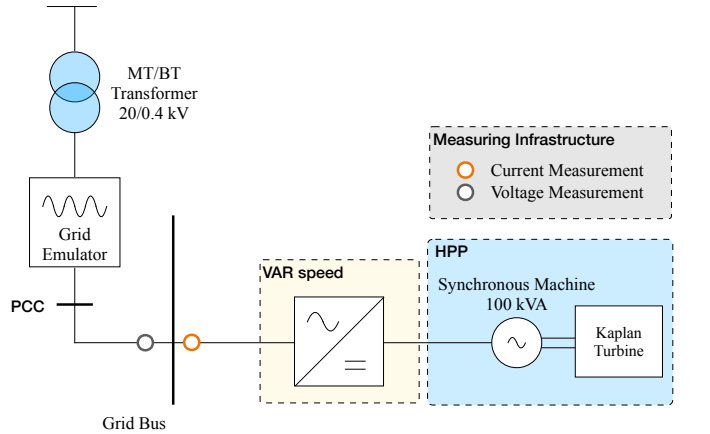 MT/BT
Transformer
20/0.4 kV
Measuring Infrastructure
Current Measurement
Voltage Measurement
Grid
Emulator
PCC
VAR speed
HPP
Synchronous Machine
100 kVA
Kaplan
Turbine
Grid Bus